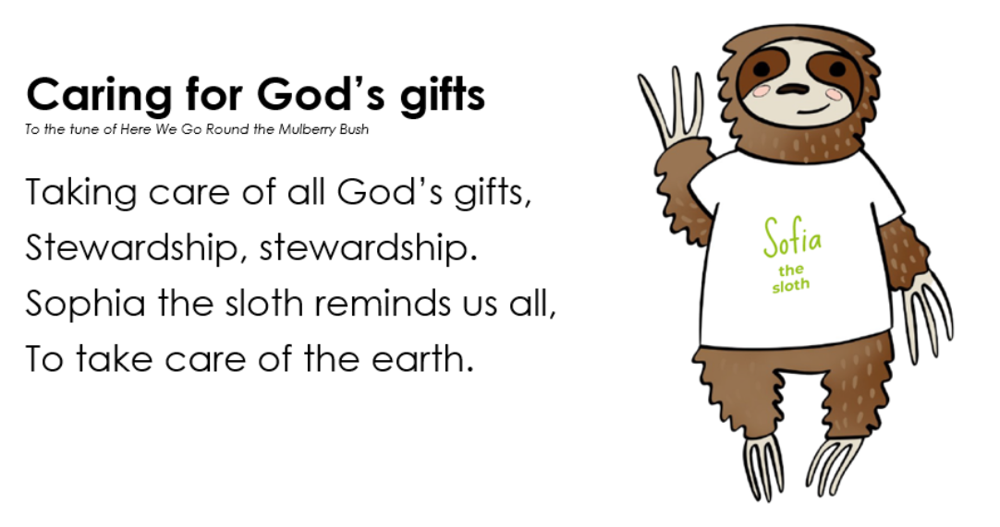 Caring for God’s gifts
To the tune of Here We Go Round the Mulberry Bush
Taking care of all God’s gifts,
Stewardship, stewardship.
Sophia the sloth reminds us all,
To take care of the earth.
Sofia
the
sloth